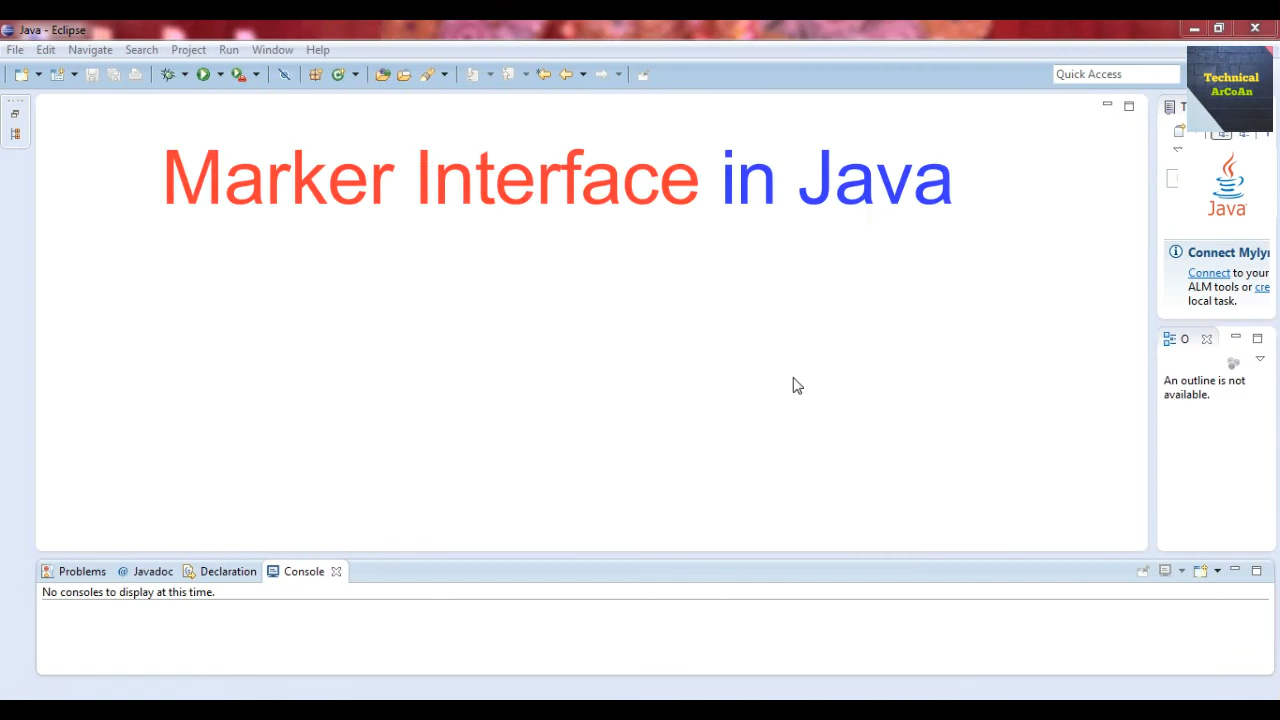 Java - Eclipse
File Edit Navigate Search Project Run Window Help
Quick Access
Technical
ArCoAn
Marker Interface in Java
Java
Connect Myly
Connect to your
ALM tools or cre
local task.
O
An outline is not
available.
Problems @ Javadoc Declaration Console
No consoles to display at this time.